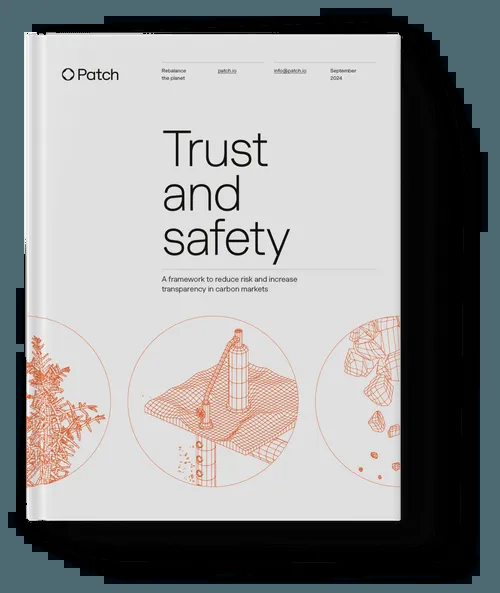 Patch
Rebalance
the planet
patch.io
info@patch.io
September
2024
Trust
and
safety
A framework to reduce risk and increase
transparency in carbon markets